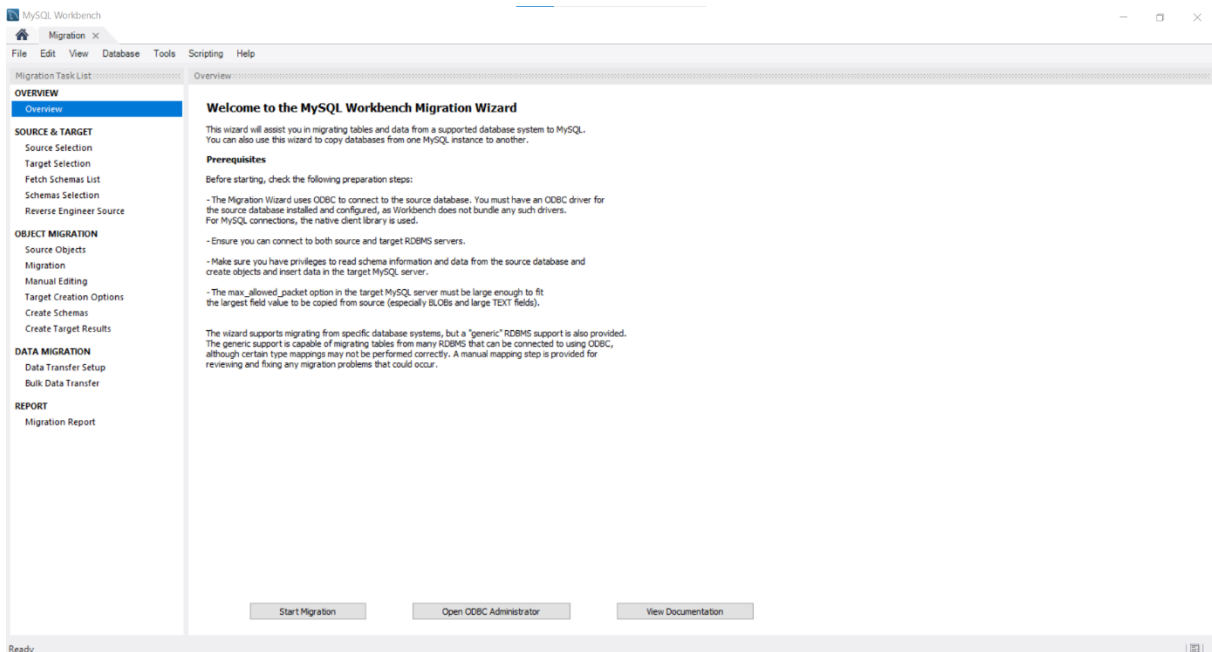 MySQL Workbench
Migration
File Edit View Database Tools Scripting Help
Migration Task List
Overview
OVERVIEW
Overview
SOURCE & TARGET
Source Selection
Target Selection
Fetch Schemas List
Schemas Selection
Reverse Engineer Source
OBJECT MIGRATION
Source Objects
Migration
Manual Editing
Target Creation Options
Create Schemas
Create Target Results
DATA MIGRATION
Data Transfer Setup
Bulk Data Transfer
REPORT
Migration Report
Welcome to the MySQL Workbench Migration Wizard
This wizard will assist you in migrating tables and data from a supported database system to MySQL.
You can also use this wizard to copy databases from one MySQL instance to another.
Prerequisites
Before starting, check the following preparation steps:
- The Migration Wizard uses ODBC to connect to the source database. You must have an ODBC driver for
the source database installed and configured, as Workbench does not bundle any such drivers.
For MySQL connections, the native client library is used.
- Ensure you can connect to both source and target RDBMS servers.
- Make sure you have privileges to read schema information and data from the source database and
create objects and insert data in the target MySQL server.
- The max_allowed_packet option in the target MySQL server must be large enough to fit
the largest field value to be copied from source (especially BLOBs and large TEXT fields).
The wizard supports migrating from specific database systems, but a "generic" RDBMS support is also provided.
The generic support is capable of migrating tables from many RDBMS that can be connected to using ODBC,
although certain type mappings may not be performed correctly. A manual mapping step is provided for
reviewing and fixing any migration problems that could occur.
Start Migration
Open ODBC Administrator
View Documentation
Ready